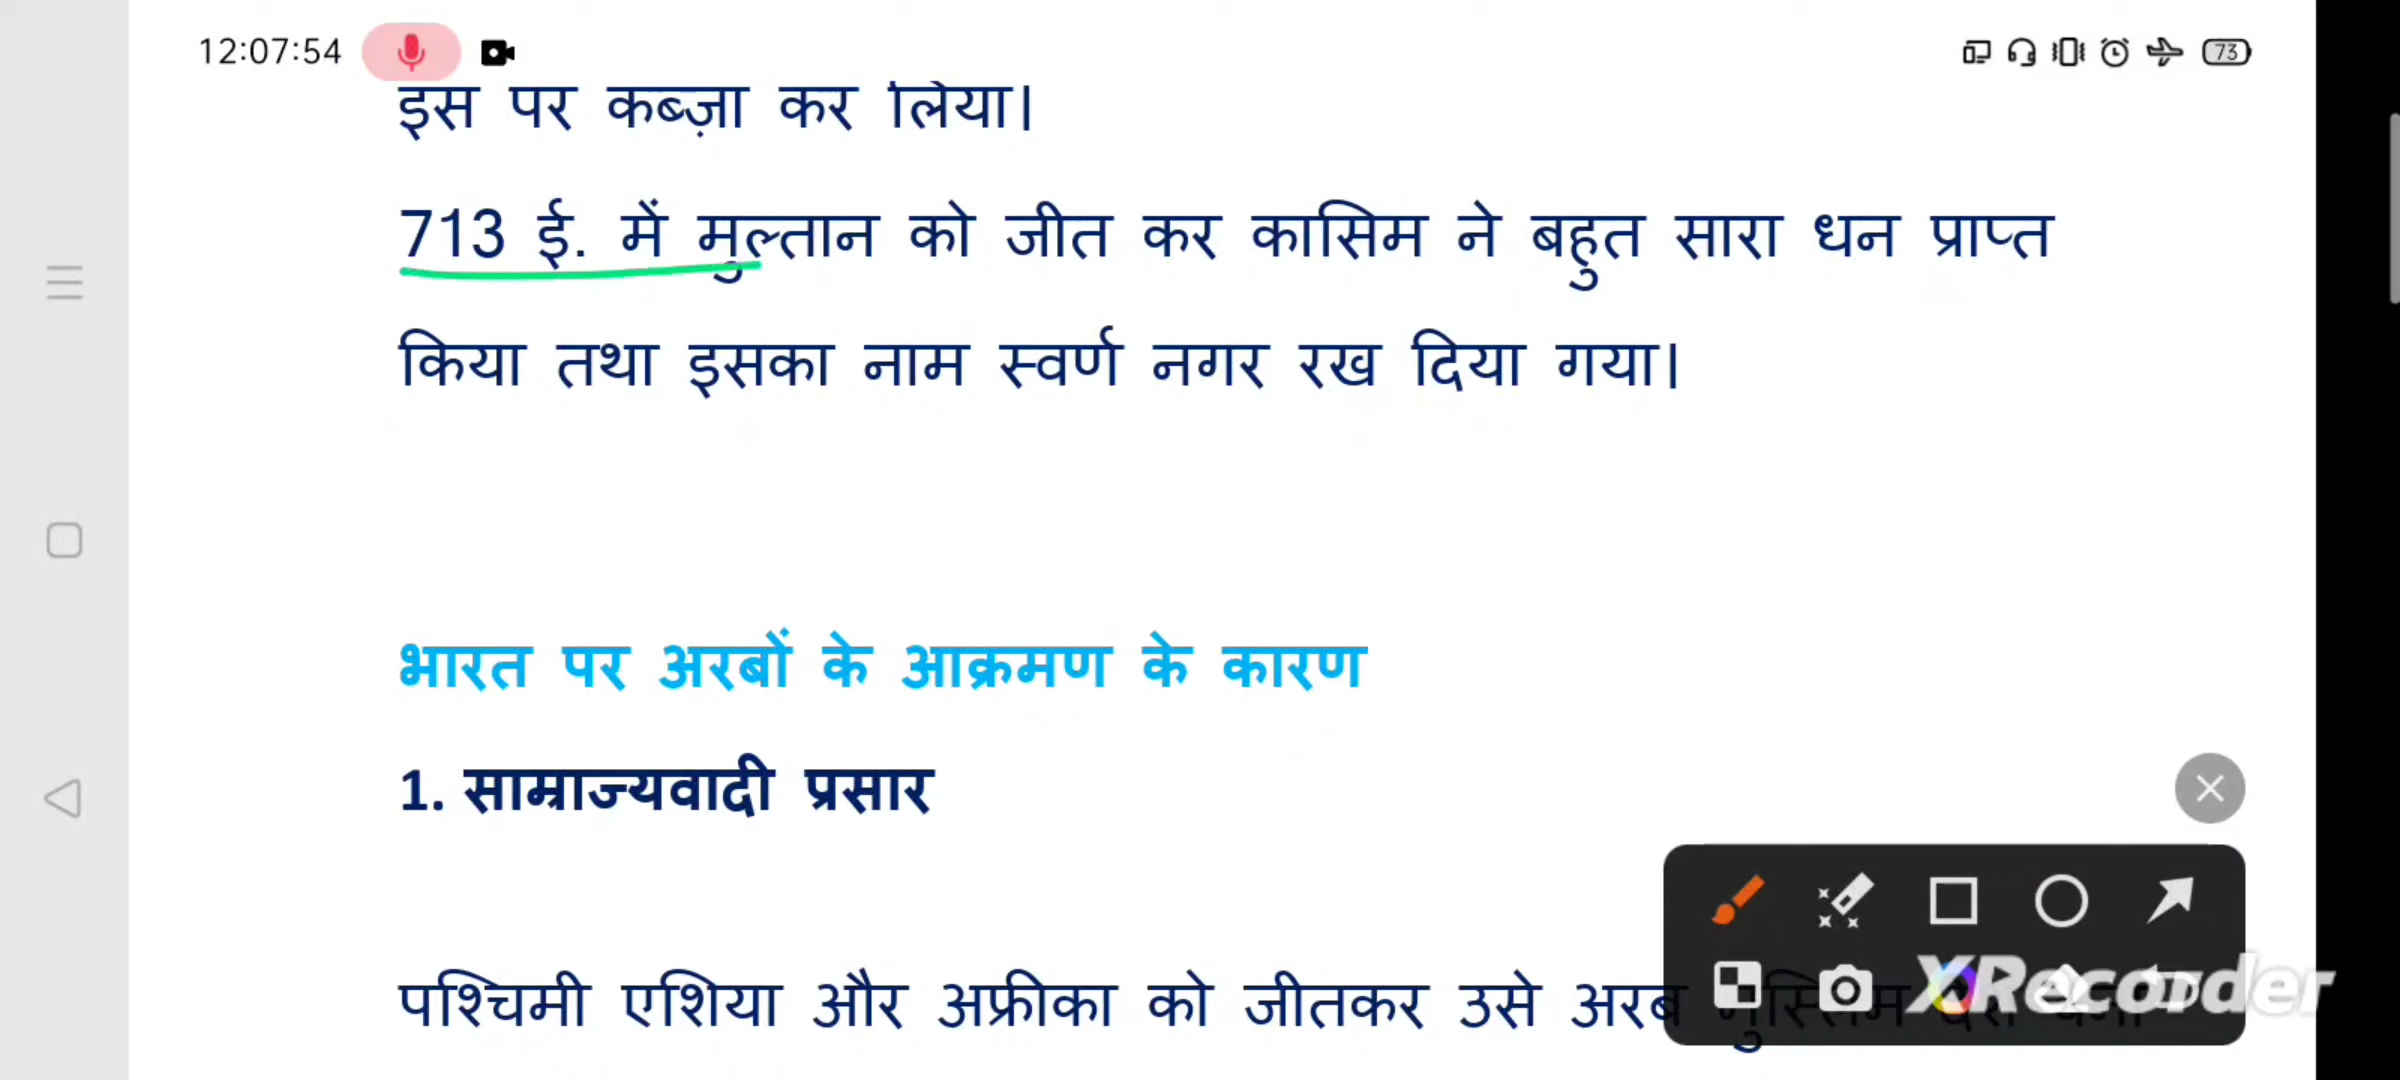 12:07:54
73
इस पर कब्ज़ा कर लिया।
713 ई. में मुल्तान को जीत कर कासिम ने बहुत सारा धन प्राप्त
किया तथा इसका नाम स्वर्ण नगर रख दिया गया।
भारत पर अरबों के आक्रमण के कारण
1. साम्राज्यवादी प्रसार
पश्चिमी एशिया और अफ्रीका को जीतकर उसे अरब मुस्लिम
XRecorder